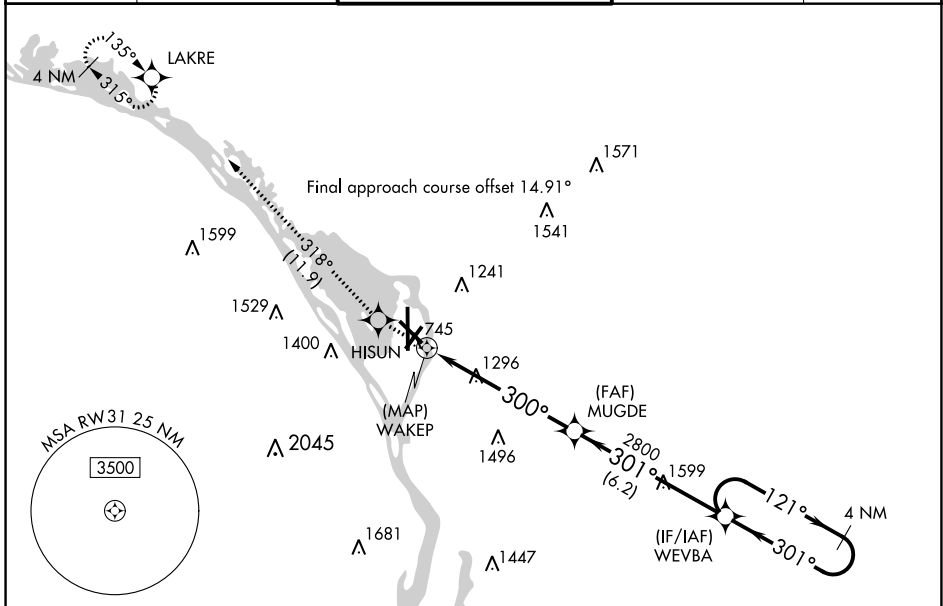 135°
LAKRE
4 NM
315°
1571
Final approach course offset 14.91°
1541
1599
318°
(11.9)
1241
1529
745
1400
HISUN
1296
(MAP)
WAKEP
300°
(FAF)
MUGDE
MSA RW31 25 NM
3500
2045
1496
2800
301°
(6.2)
1599
121°
4 NM
(IF/IAF)
WEVBA
301°
1681
1447